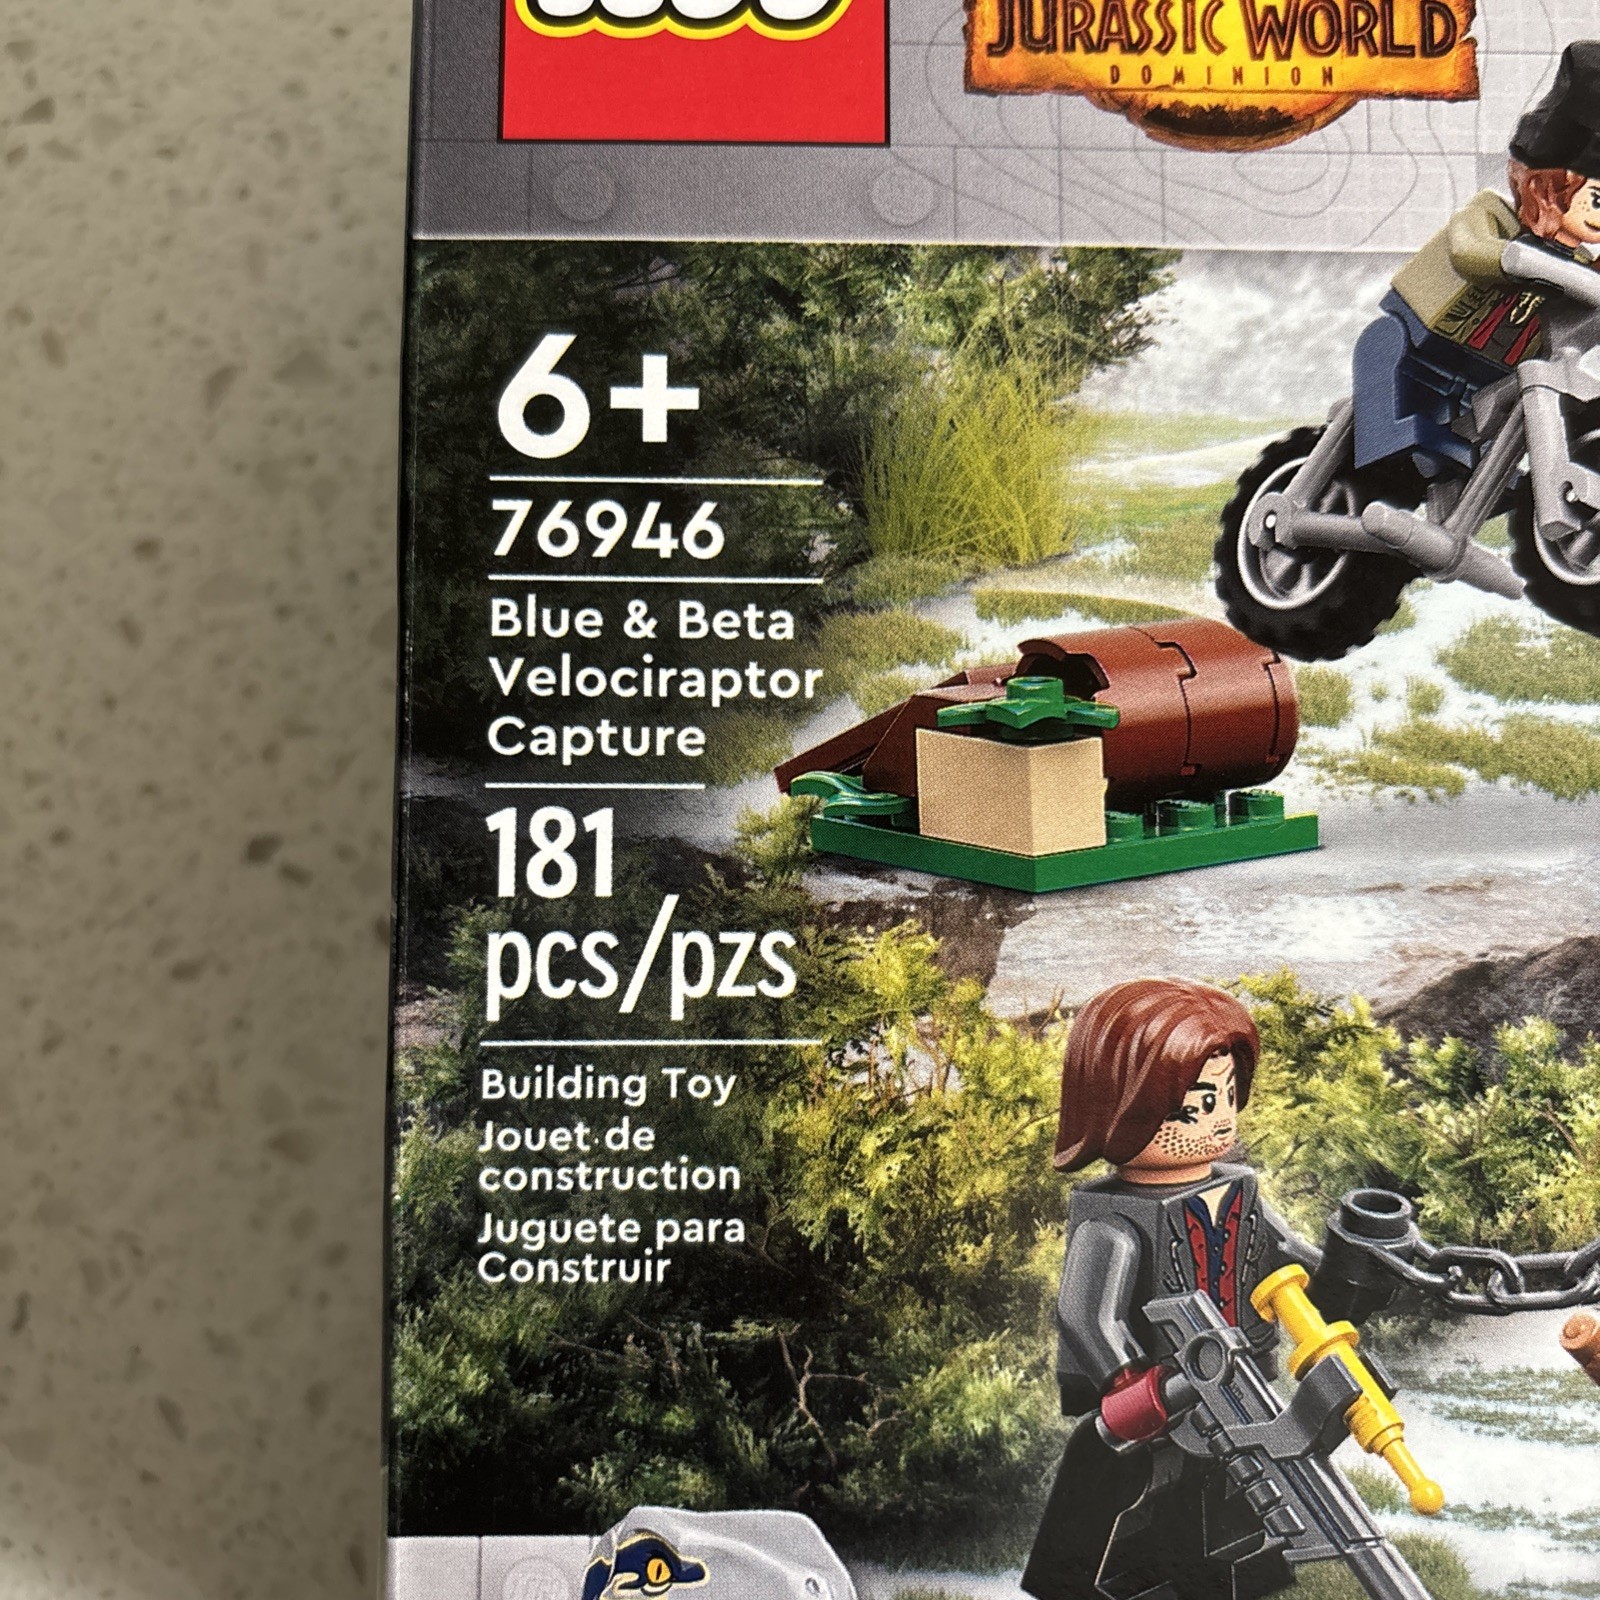 JURASSIC WORLD
DOMINION
6+
76946
Blue & Beta
Velociraptor
Capture
181
pcs/pzs
Building Toy
Jouet de
construction
Juguete para
Construir